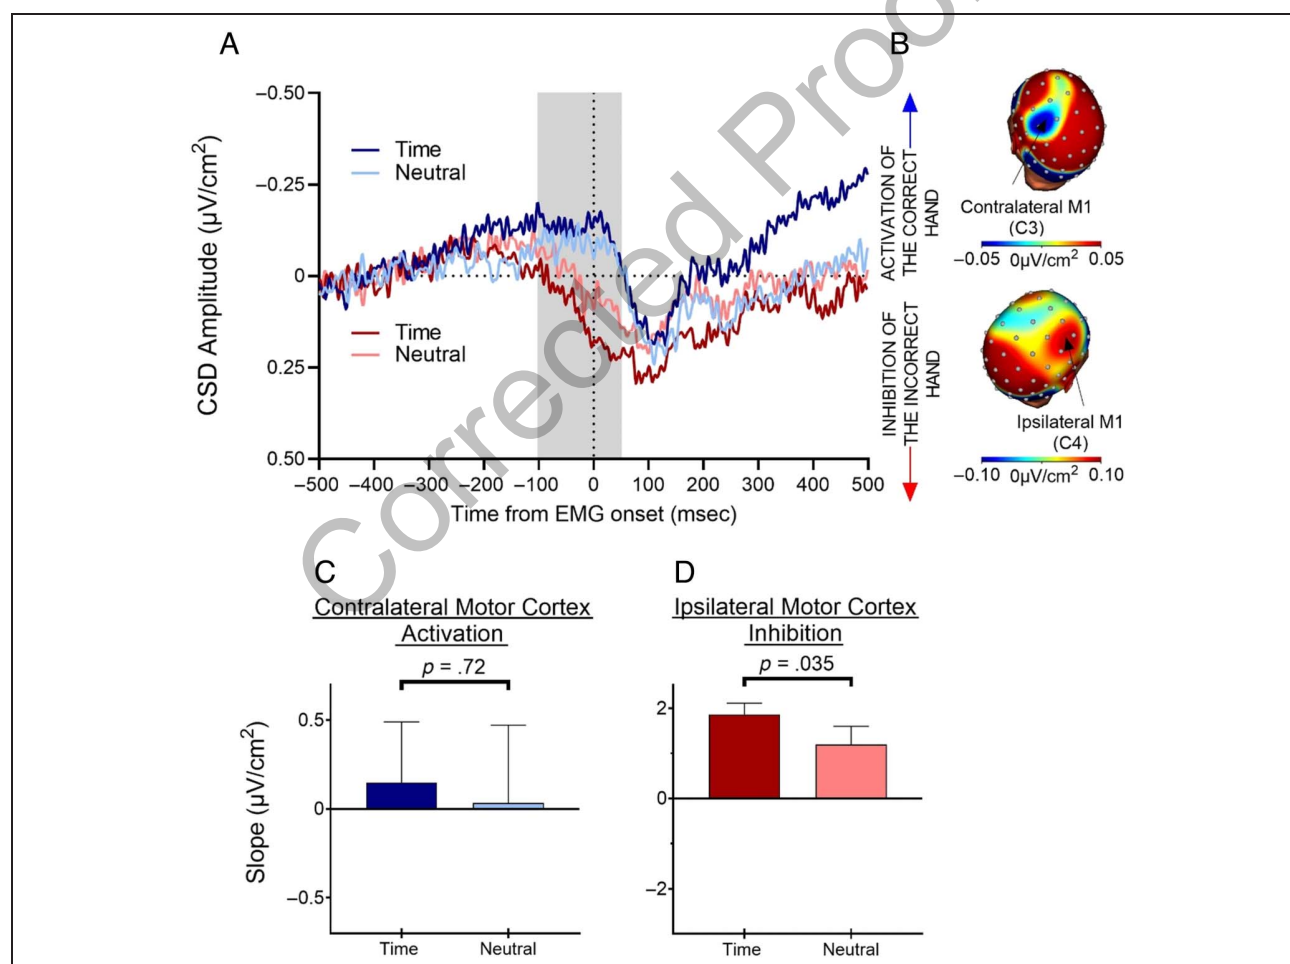 A
B
–0.50
–0.25
0
0.25
0.50
CSD Amplitude (µV/cm²)
Time
Neutral
Time
Neutral
–500 –400 –300 –200 –100 0 100 200 300 400 500
Time from EMG onset (msec)
ACTIVATION OF
THE CORRECT
HAND
INHIBITION OF
THE INCORRECT
HAND
Contralateral M1
(C3)
–0.05 0µV/cm² 0.05
Ipsilateral M1
(C4)
–0.10 0µV/cm² 0.10
Corrected Proof
C
Contralateral Motor Cortex
Activation
p = .72
0.5
0
–0.5
Slope (µV/cm²)
Time Neutral
D
Ipsilateral Motor Cortex
Inhibition
p = .035
2
0
–2
Time Neutral